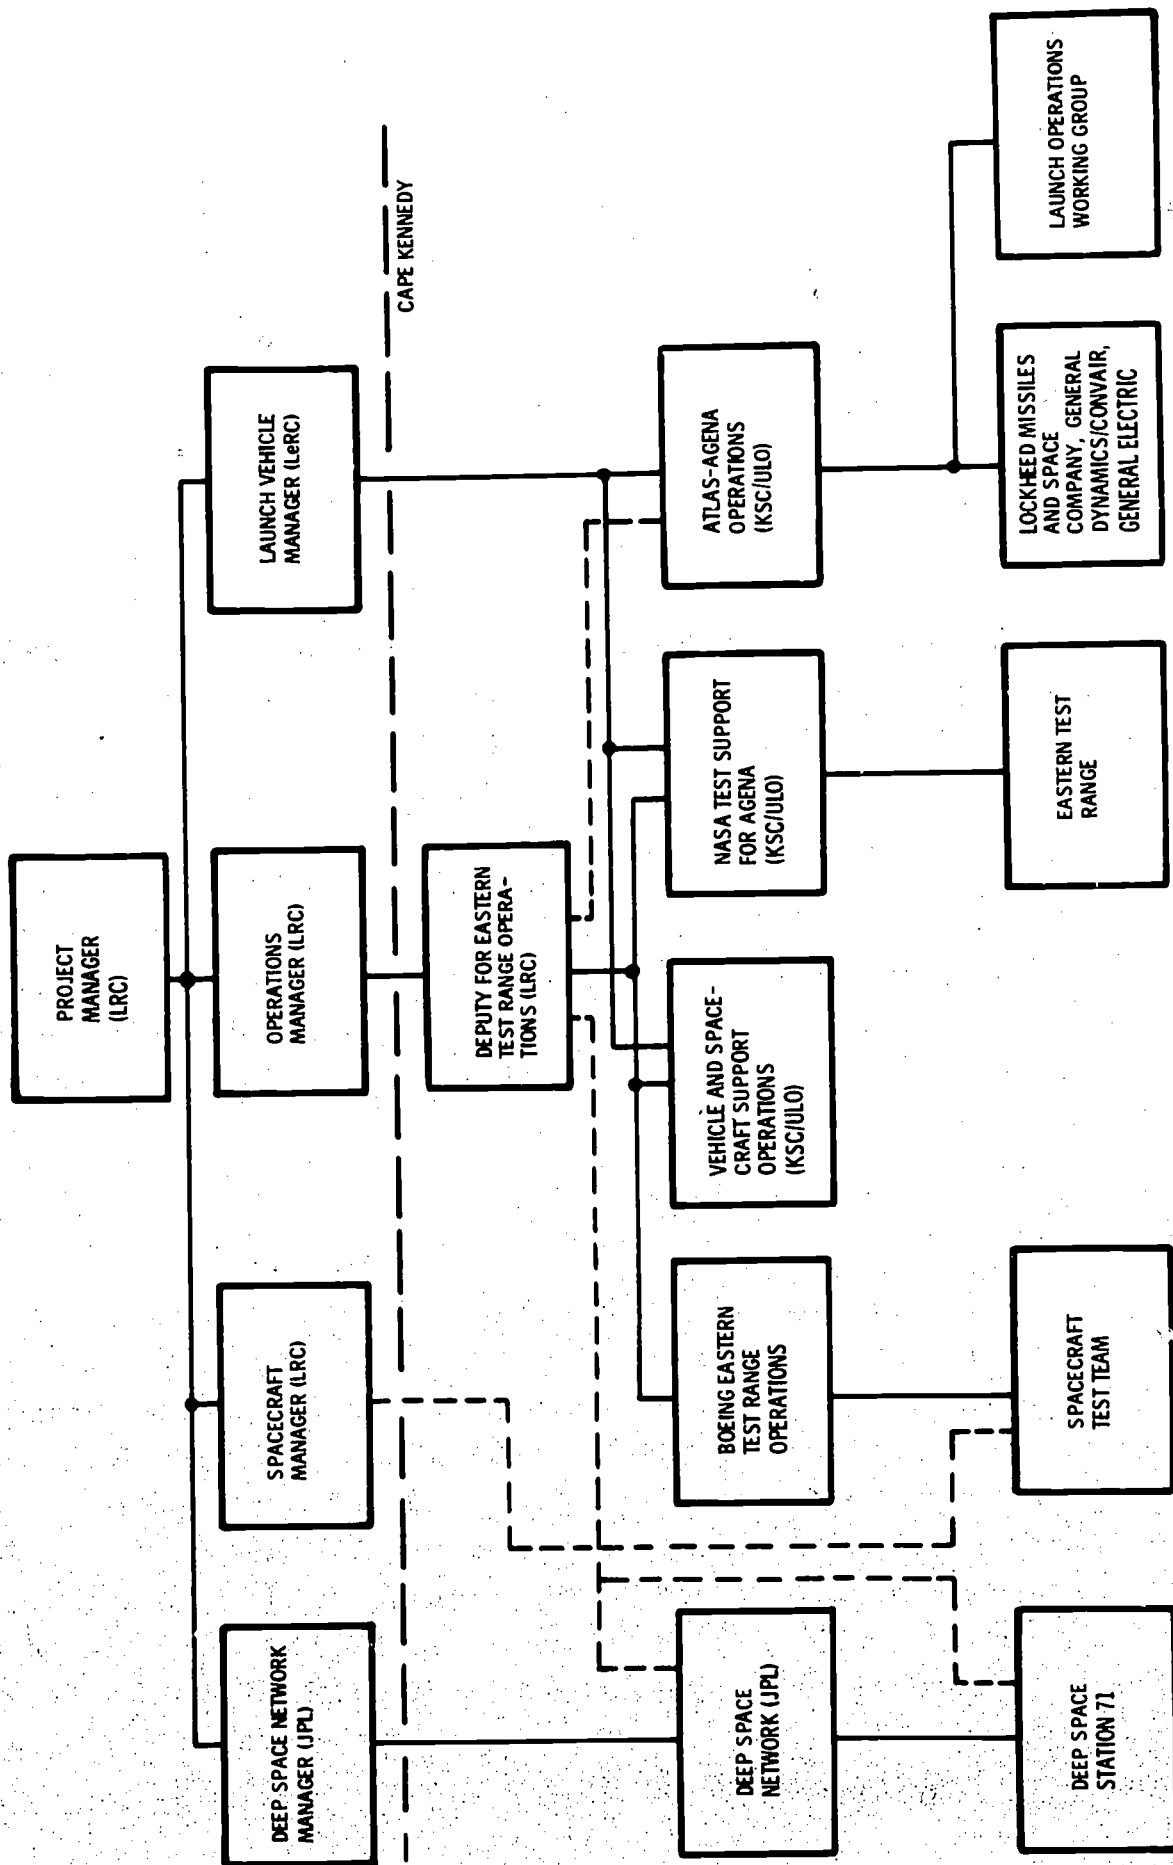 PROJECT
MANAGER
(LRC)
DEEP SPACE NETWORK
MANAGER (JPL)
SPACECRAFT
MANAGER (LRC)
OPERATIONS
MANAGER (LRC)
LAUNCH VEHICLE
MANAGER (LeRC)
CAPE KENNEDY
DEPUTY FOR EASTERN
TEST RANGE OPERA-
TIONS (LRC)
DEEP SPACE
NETWORK (JPL)
BOEING EASTERN
TEST RANGE
OPERATIONS
VEHICLE AND SPACE-
CRAFT SUPPORT
OPERATIONS
(KSC/ULO)
NASA TEST SUPPORT
FOR AGENA
(KSC/ULO)
ATLAS-AGENA
OPERATIONS
(KSC/ULO)
DEEP SPACE
STATION 71
SPACECRAFT
TEST TEAM
EASTERN TEST
RANGE
LOCKHEED MISSILES
AND SPACE
COMPANY, GENERAL
DYNAMICS/CONVAIR,
GENERAL ELECTRIC
LAUNCH OPERATIONS
WORKING GROUP